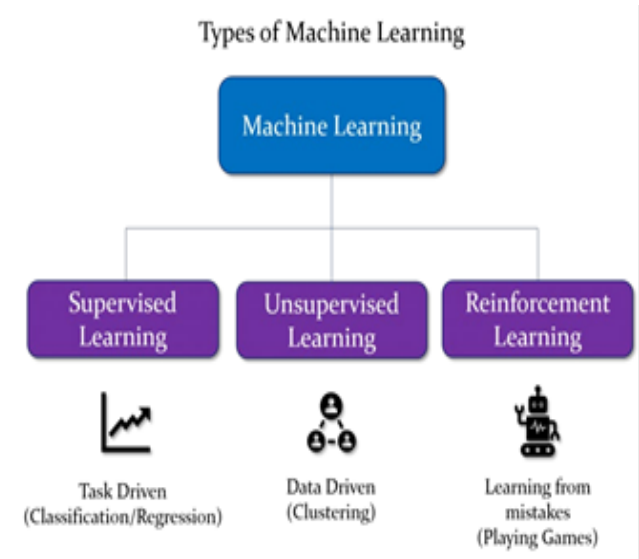 Types of Machine Learning
Machine Learning
Supervised
Learning
Unsupervised
Learning
Reinforcement
Learning
Task Driven
(Classification/Regression)
Data Driven
(Clustering)
Learning from
mistakes
(Playing Games)